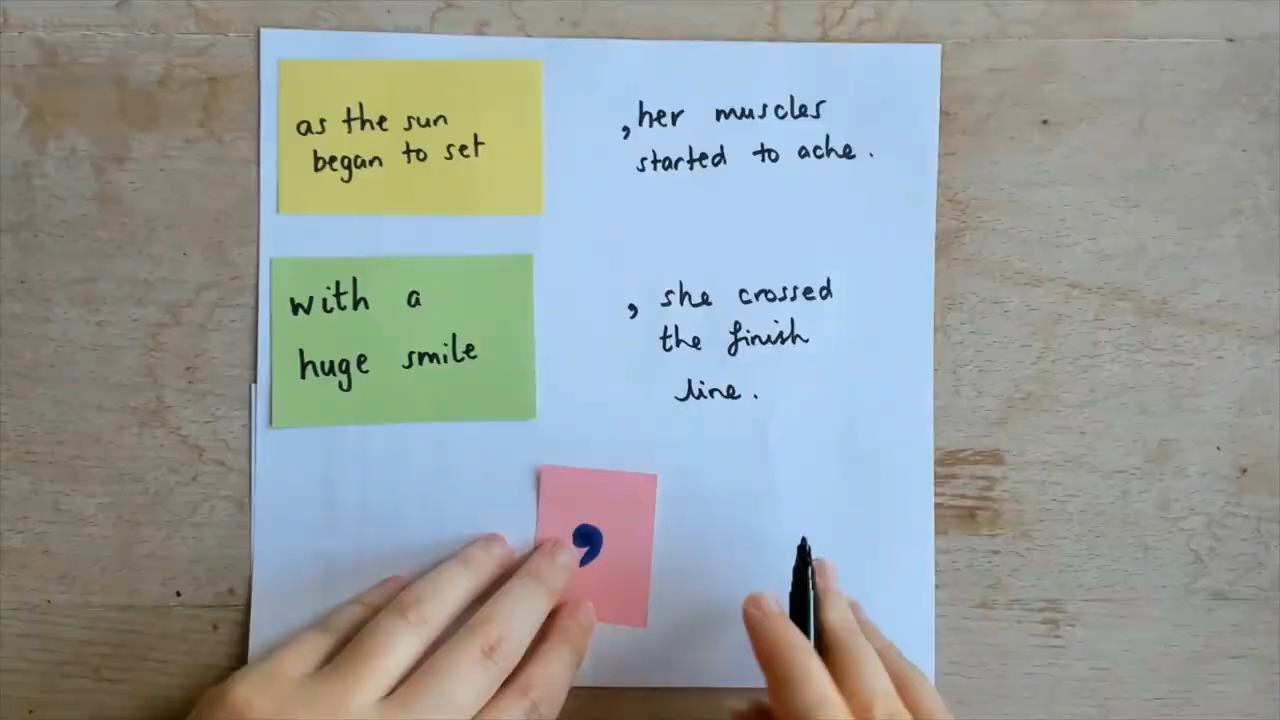 as the sun
began to set
, her muscles
started to ache.
with a
huge smile
, she crossed
the finish
line.
,